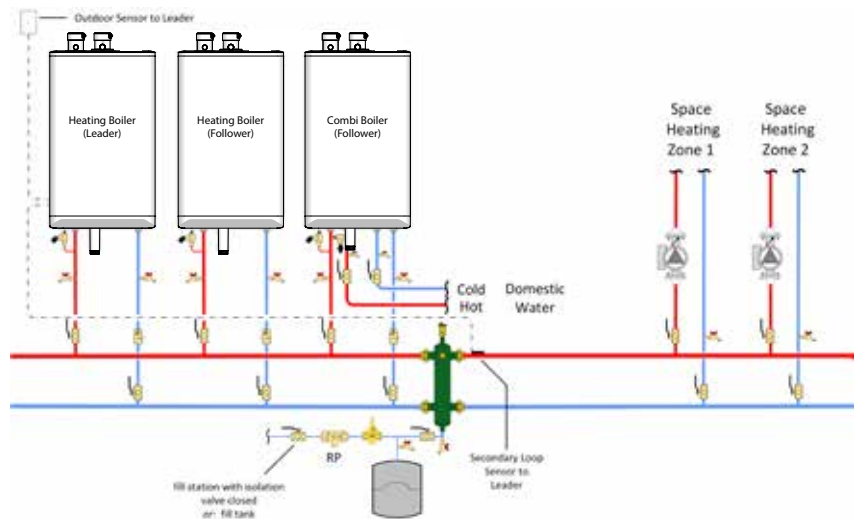 Outdoor Sensor to Leader
Heating Boiler
(Leader)
Heating Boiler
(Follower)
Combi Boiler
(Follower)
Space
Heating
Zone 1
Space
Heating
Zone 2
Cold
Hot
Domestic
Water
RP
fill station with isolation
valve closed
or fill tank
Secondary Loop
Sensor to
Leader